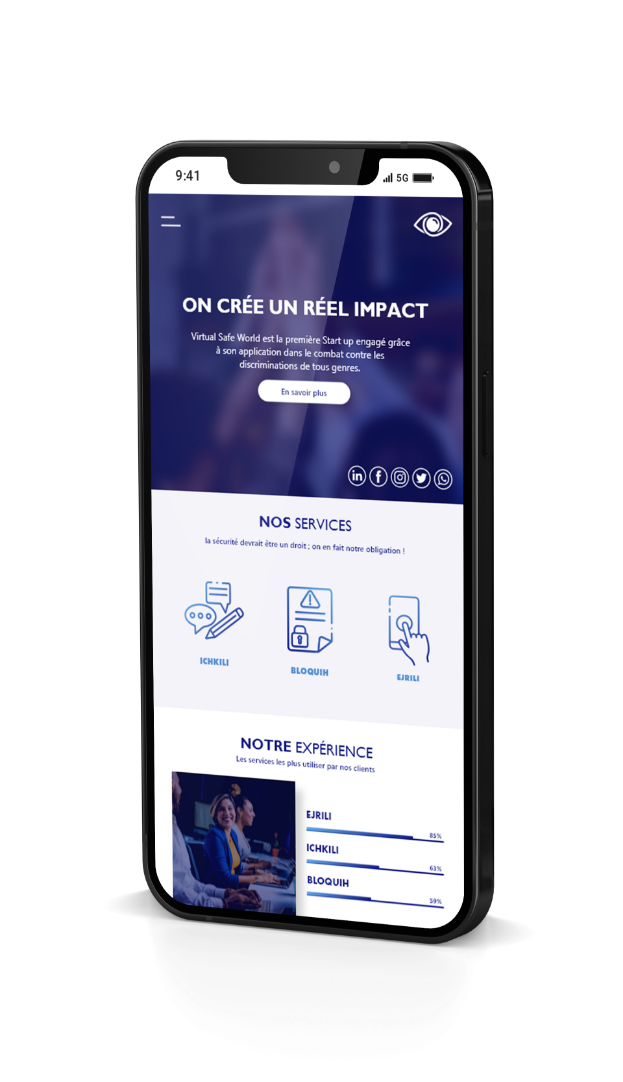 9:41
5G
ON CRÉE UN RÉEL IMPACT
Virtual Safe World est la première Start up engagé grâce
à son application dans le combat contre les
discriminations de tous genres.
En savoir plus
in f
NOS SERVICES
la sécurité devrait être un droit ; on en fait notre obligation !
ICHKILI
BLOQUIH
EJRILI
NOTRE EXPÉRIENCE
Les services les plus utiliser par nos clients
EJRILI
85%
ICHKILI
63%
BLOQUIH
59%